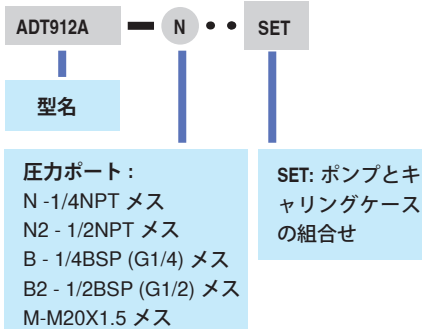 ADT912A — N • • SET
型名
圧力ポート :
N -1/4NPT メス
N2 - 1/2NPT メス
B - 1/4BSP (G1/4) メス
B2 - 1/2BSP (G1/2) メス
M-M20X1.5 メス
SET: ポンプとキ
ャリングケース
の組合せ